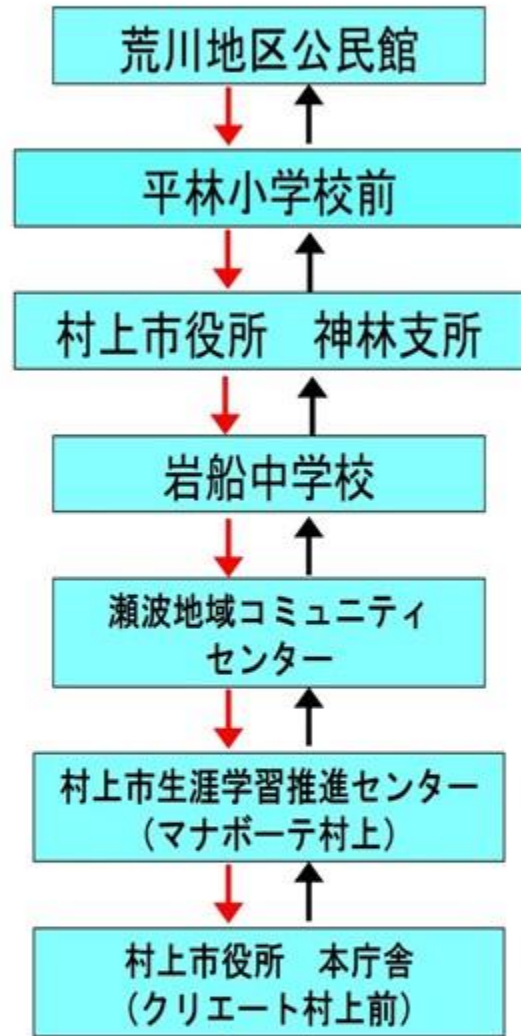 荒川地区公民館
平林小学校前
村上市役所　神林支所
岩船中学校
瀬波地域コミュニティ
センター
村上市生涯学習推進センター
（マナボーテ村上）
村上市役所　本庁舎
（クリエート村上前）